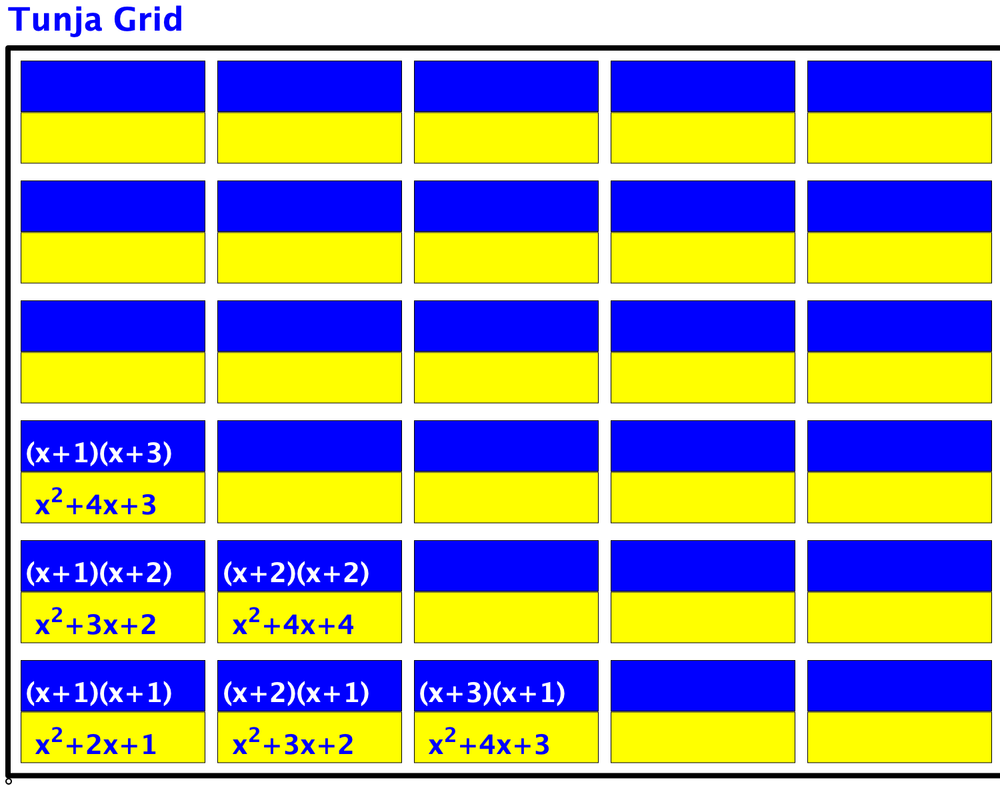 Tunja Grid
(x+1)(x+3)
x²+4x+3
(x+1)(x+2) (x+2)(x+2)
x²+3x+2 x²+4x+4
(x+1)(x+1) (x+2)(x+1) (x+3)(x+1)
x²+2x+1 x²+3x+2 x²+4x+3